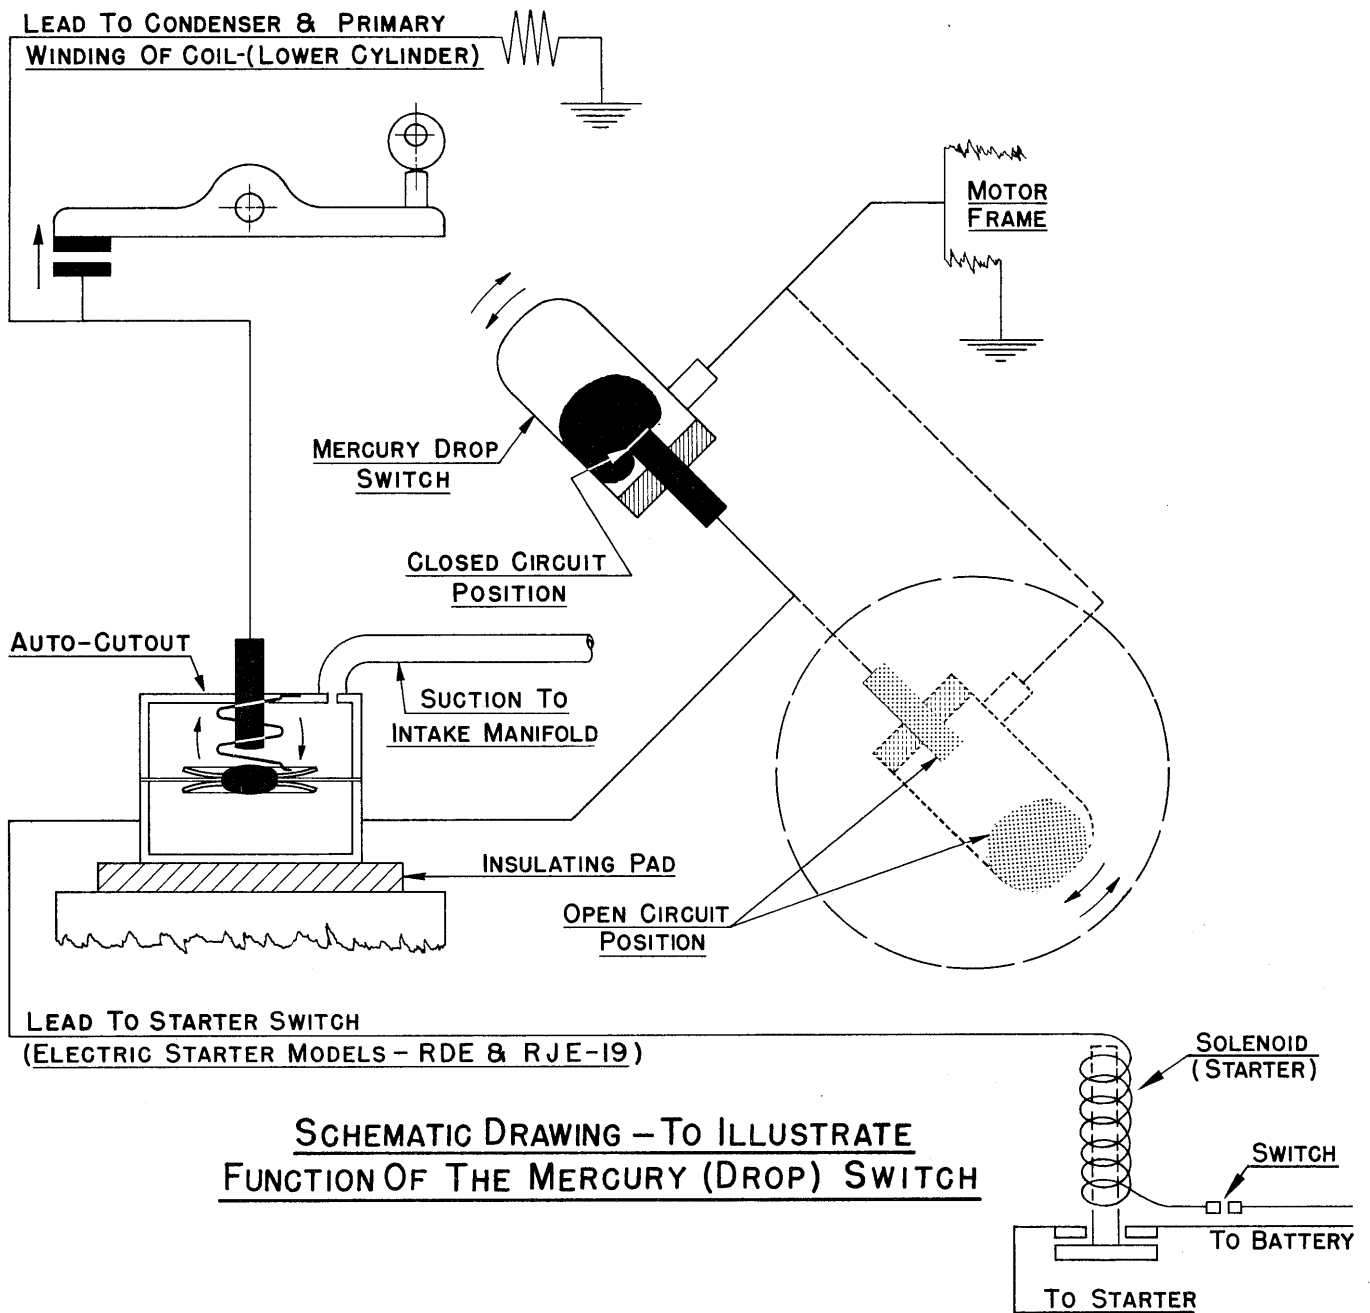 LEAD TO CONDENSER & PRIMARY
WINDING OF COIL-(LOWER CYLINDER)
MOTOR
FRAME
MERCURY DROP
SWITCH
CLOSED CIRCUIT
POSITION
AUTO-CUTOUT
SUCTION TO
INTAKE MANIFOLD
INSULATING PAD
OPEN CIRCUIT
POSITION
LEAD TO STARTER SWITCH
(ELECTRIC STARTER MODELS - RDE & RJE-19)
SOLENOID
(STARTER)
SCHEMATIC DRAWING - TO ILLUSTRATE
FUNCTION OF THE MERCURY (DROP) SWITCH
SWITCH
TO BATTERY
TO STARTER